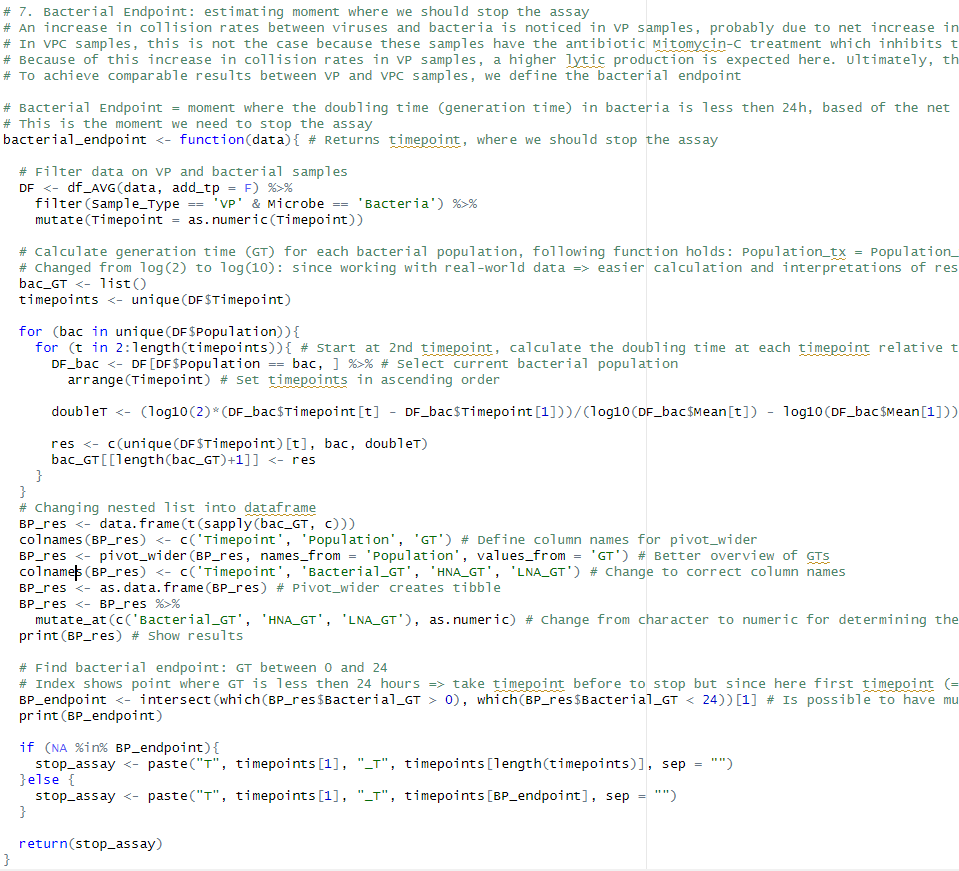 # 7. Bacterial Endpoint: estimating moment where we should stop the assay
# An increase in collision rates between viruses and bacteria is noticed in VP samples, probably due to net increase in
# In VPC samples, this is not the case because these samples have the antibiotic Mitomycin-C treatment which inhibits t
# Because of this increase in collision rates in VP samples, a higher lytic production is expected here. Ultimately, th
# To achieve comparable results between VP and VPC samples, we define the bacterial endpoint

# Bacterial Endpoint = moment where the doubling time (generation time) in bacteria is less then 24h, based of the net
# This is the moment we need to stop the assay
bacterial_endpoint <- function(data){ # Returns timepoint, where we should stop the assay

  # Filter data on VP and bacterial samples
  DF <- df_AVG(data, add_tp = F) %>%
    filter(Sample_Type == 'VP' & Microbe == 'Bacteria') %>%
    mutate(Timepoint = as.numeric(Timepoint))

  # Calculate generation time (GT) for each bacterial population, following function holds: Population_tx = Population_
  # Changed from log(2) to log(10): since working with real-world data => easier calculation and interpretations of res
  bac_GT <- list()
  timepoints <- unique(DF$Timepoint)

  for (bac in unique(DF$Population)){
    for (t in 2:length(timepoints)){ # Start at 2nd timepoint, calculate the doubling time at each timepoint relative t
      DF_bac <- DF[DF$Population == bac, ] %>% # Select current bacterial population
        arrange(Timepoint) # Set timepoints in ascending order

      doubleT <- (log10(2)*(DF_bac$Timepoint[t] - DF_bac$Timepoint[1]))/(log10(DF_bac$Mean[t]) - log10(DF_bac$Mean[1]))

      res <- c(unique(DF$Timepoint)[t], bac, doubleT)
      bac_GT[[length(bac_GT)+1]] <- res
    }
  }
  # Changing nested list into dataframe
  BP_res <- data.frame(t(sapply(bac_GT, c)))
  colnames(BP_res) <- c('Timepoint', 'Population', 'GT') # Define column names for pivot_wider
  BP_res <- pivot_wider(BP_res, names_from = 'Population', values_from = 'GT') # Better overview of GTs
  colnames(BP_res) <- c('Timepoint', 'Bacterial_GT', 'HNA_GT', 'LNA_GT') # Change to correct column names
  BP_res <- as.data.frame(BP_res) # Pivot_wider creates tibble
  BP_res <- BP_res %>%
    mutate_at(c('Bacterial_GT', 'HNA_GT', 'LNA_GT'), as.numeric) # Change from character to numeric for determining the
  print(BP_res) # Show results

  # Find bacterial endpoint: GT between 0 and 24
  # Index shows point where GT is less then 24 hours => take timepoint before to stop but since here first timepoint (=
  BP_endpoint <- intersect(which(BP_res$Bacterial_GT > 0), which(BP_res$Bacterial_GT < 24))[1] # Is possible to have mu
  print(BP_endpoint)

  if (NA %in% BP_endpoint){
    stop_assay <- paste("T", timepoints[1], "_T", timepoints[length(timepoints)], sep = "")
  }else {
    stop_assay <- paste("T", timepoints[1], "_T", timepoints[BP_endpoint], sep = "")
  }

  return(stop_assay)
}